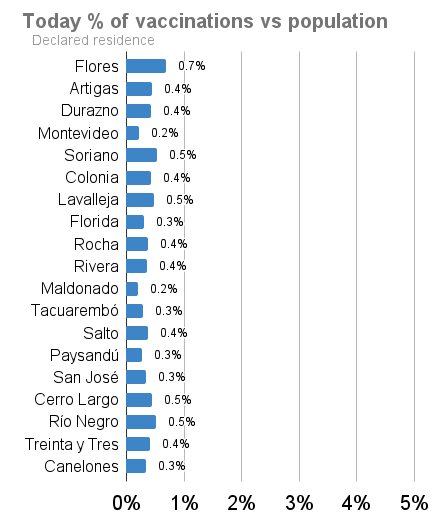 Today % of vaccinations vs population
Declared residence
Flores 0.7%
Artigas 0.4%
Durazno 0.4%
Montevideo 0.2%
Soriano 0.5%
Colonia 0.4%
Lavalleja 0.5%
Florida 0.3%
Rocha 0.4%
Rivera 0.4%
Maldonado 0.2%
Tacuarembó 0.3%
Salto 0.4%
Paysandú 0.3%
San José 0.3%
Cerro Largo 0.5%
Río Negro 0.5%
Treinta y Tres 0.4%
Canelones 0.3%
0% 1% 2% 3% 4% 5%